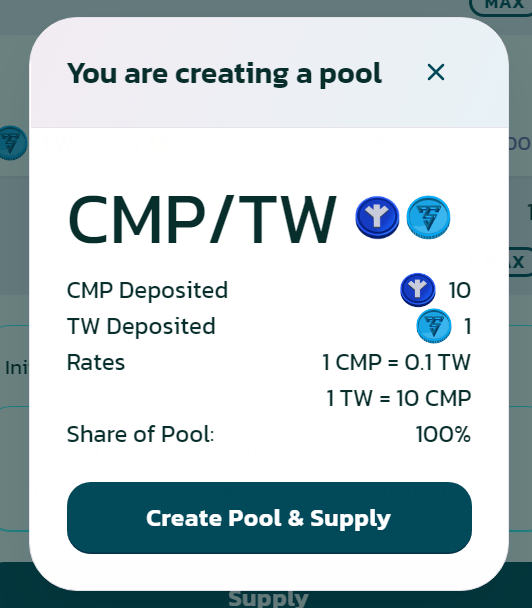 MAX
You are creating a pool
CMP/TW
CMP Deposited 10
TW Deposited 1
Rates 1 CMP = 0.1 TW
1 TW = 10 CMP
Share of Pool: 100%
Create Pool & Supply
Supply